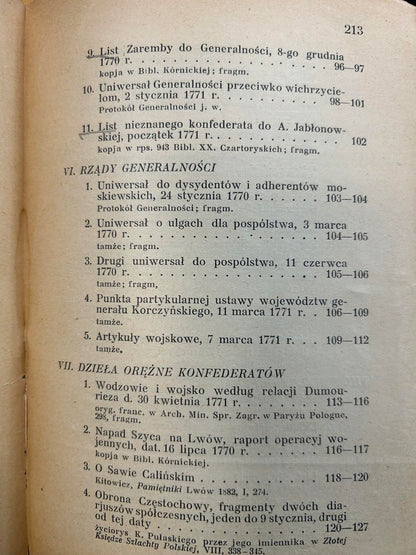 213
9. List Zaremby do Generalności, 8-go grudnia
1770 r. . . . . . . . . . . . . 96—97
kopja w Bibl. Kórnickiej; fragm.
10. Uniwersał Generalności przeciwko wichrzycie-
lom, 2 stycznia 1771 r. . . . . . . . 98—101
Protokół Generalności j. w.
11. List nieznanego konfederata do A. Jabłonow-
skiej, początek 1771 r. . . . . . . . . 102
kopja w rps. 943 Bibl. XX. Czartoryskich; fragm.
VI. RZĄDY GENERALNOŚCI
1. Uniwersał do dysydentów i adherentów mo-
skiewskich, 24 stycznia 1770 r. . . . . 103—104
Protokół Generalności; fragm.
2. Uniwersał o ulgach dla pospólstwa, 3 marca
1770 r. . . . . . . . . . . . . 104—105
tamże; fragm.
3. Drugi uniwersał do pospólstwa, 11 czerwca
1770 r. . . . . . . . . . . . . 105—106
tamże; fragm.
4. Punkta partykularnej ustawy województw ge-
nerału Korczyńskiego, 11 marca 1771 r. . 106—109
tamże.
5. Artykuły wojskowe, 7 marca 1771 r. . . 109—112
tamże.
VII. DZIEŁA ORĘŻNE KONFEDERATÓW
1. Wodzowie i wojsko według relacji Dumou-
rieza d. 30 kwietnia 1771 r. . . . . . 113—116
oryg. franc. w Arch. Min. Spr. Zagr. w Paryżu Pologne,
298, fragm.
2. Napad Szyca na Lwów, raport operacyj wo-
jennych, dat. 16 lipca 1770 r. . . . . . 116—117
kopja w Bibl. Kórnickiej.
3. O Sawie Calińskim . . . . . . . . 118—120
Kitowicz, Pamiętniki Lwów 1882, I, 274.
4. Obrona Częstochowy, fragmenty dwóch dia-
rjuszów spółczesnych, jeden do 9 stycznia, drugi
od tej daty . . . . . . . . . . . 120—127
życiorys K. Pułaskiego przez jego imiennika w Złotej
Księdze Szlachty Polskiej, VIII, 338 - 345.